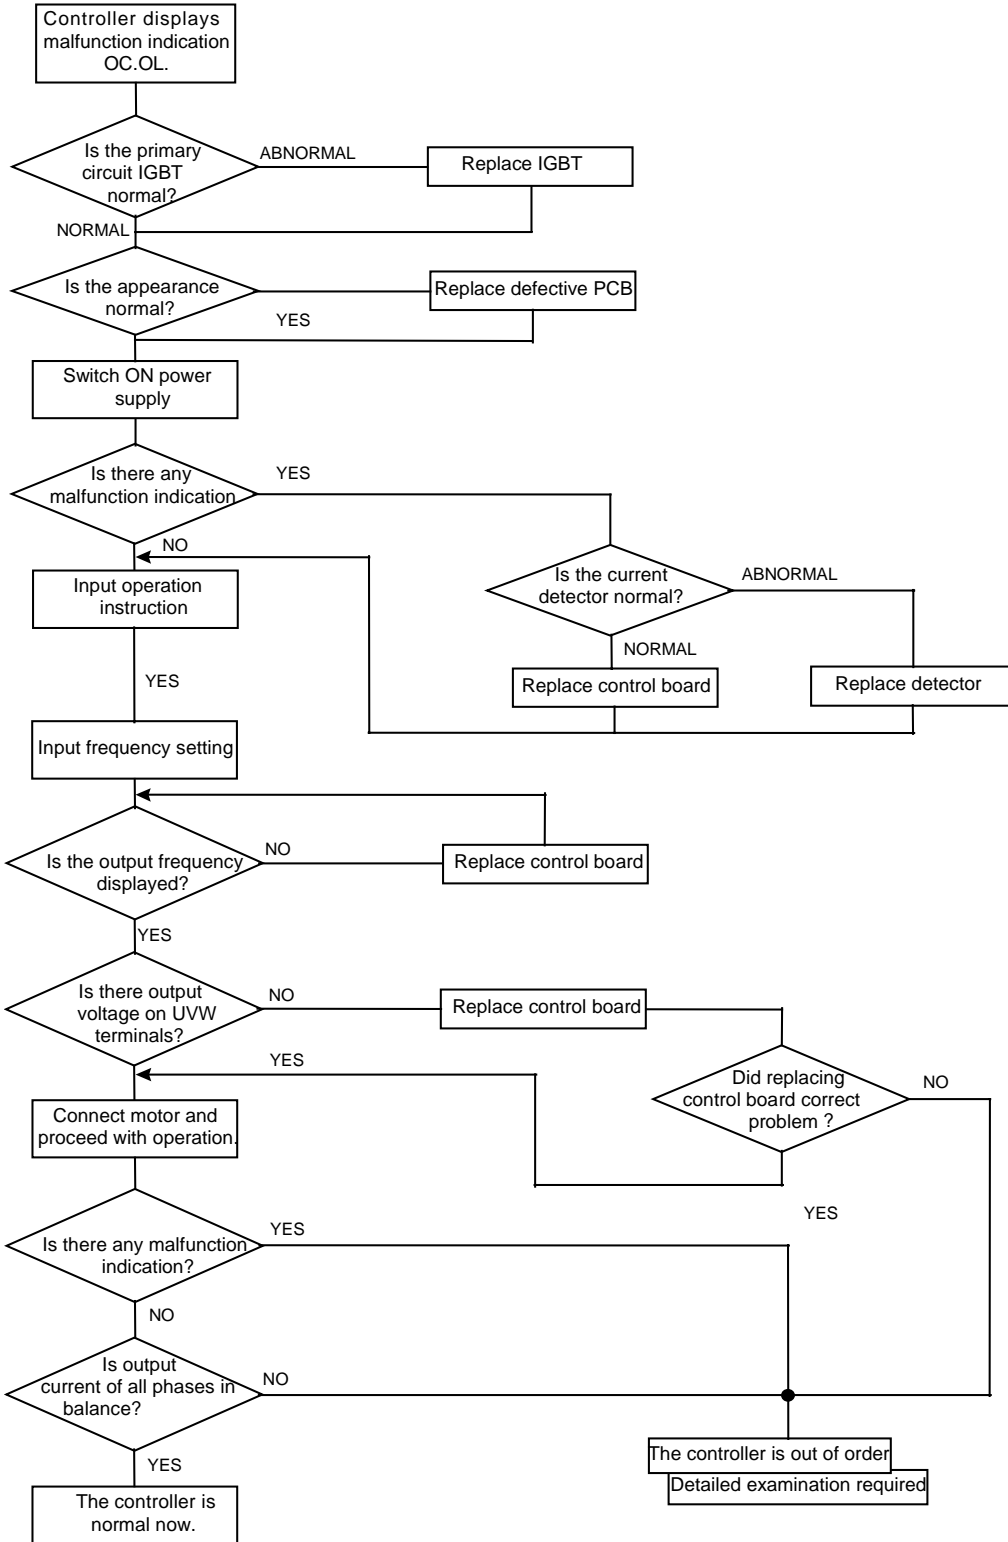 Controller displays
malfunction indication
OC.OL.
Is the primary
circuit IGBT
normal?
ABNORMAL
Replace IGBT
NORMAL
Is the appearance
normal?
Replace defective PCB
YES
Switch ON power
supply
Is there any
malfunction indication
YES
NO
Input operation
instruction
Is the current
detector normal?
ABNORMAL
NORMAL
Replace control board
Replace detector
YES
Input frequency setting
Is the output frequency
displayed?
NO
Replace control board
YES
Is there output
voltage on UVW
terminals?
NO
Replace control board
YES
Did replacing
control board correct
problem ?
NO
Connect motor and
proceed with operation.
YES
Is there any malfunction
indication?
YES
NO
Is output
current of all phases in
balance?
NO
The controller is out of order
Detailed examination required
YES
The controller is
normal now.